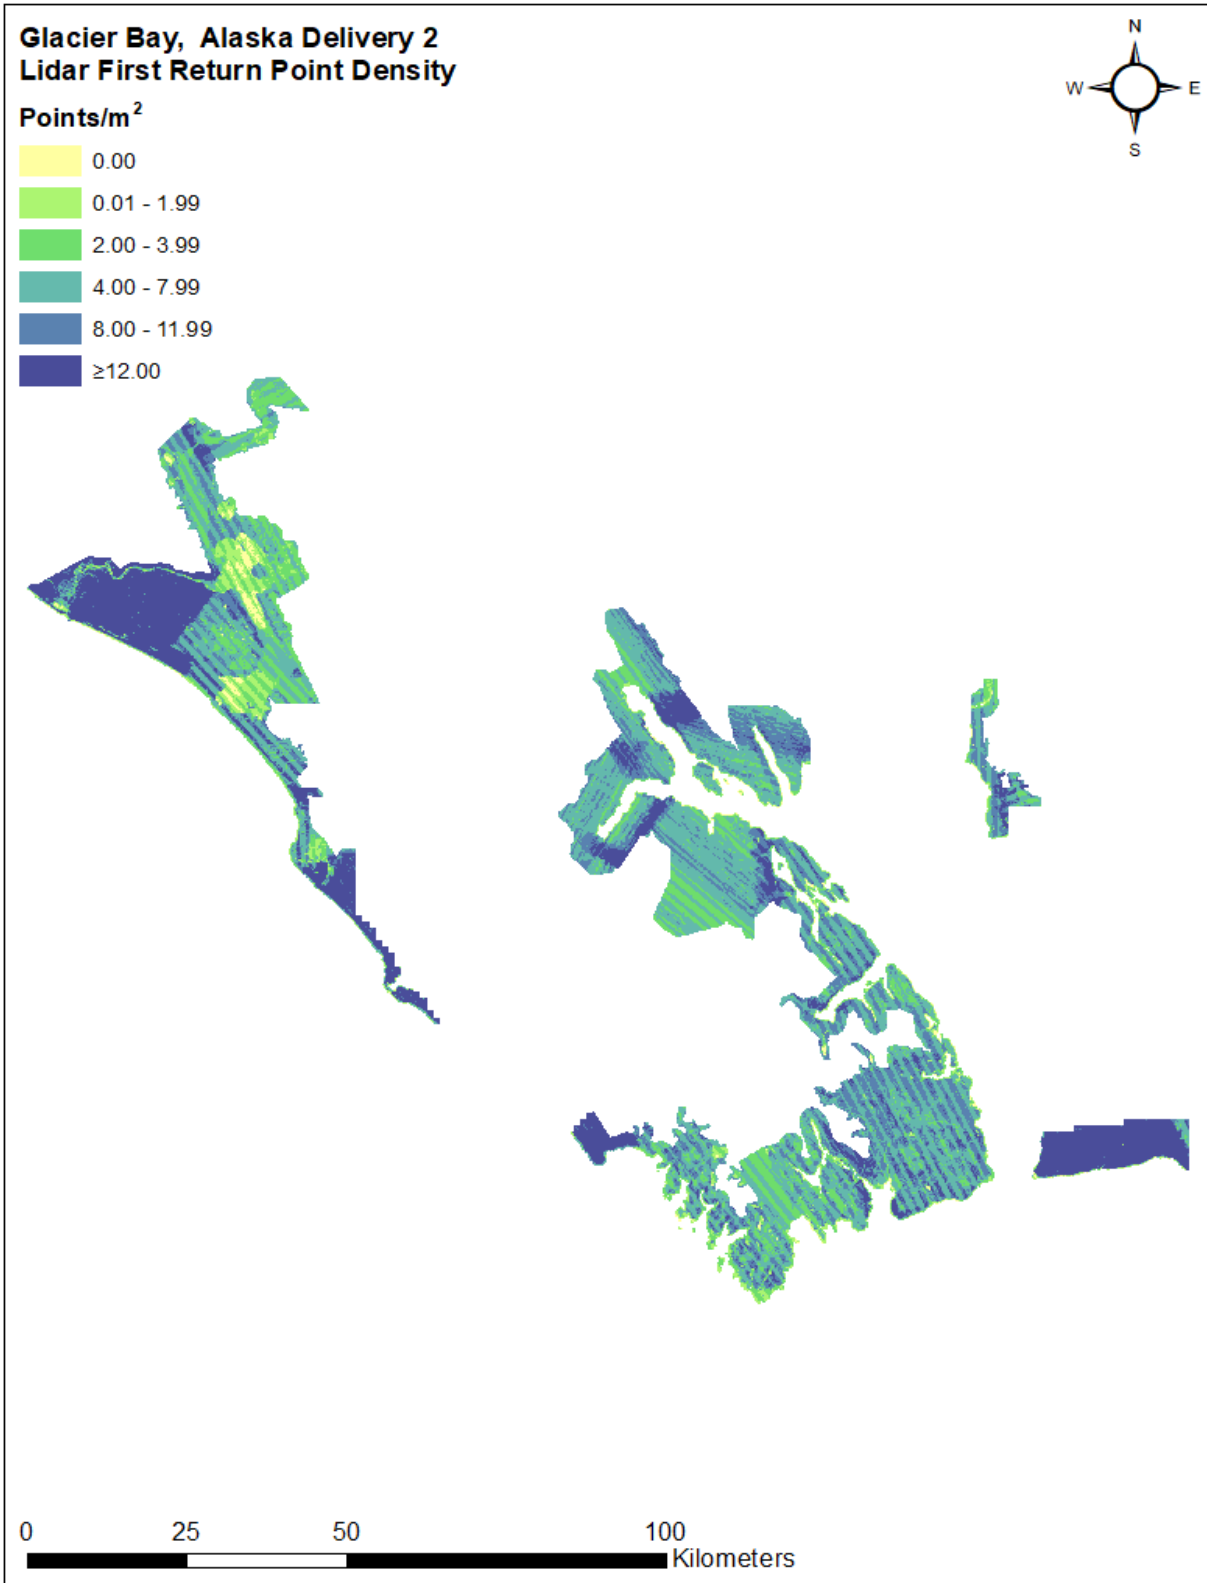 Glacier Bay, Alaska Delivery 2
Lidar First Return Point Density
Points/m²
0.00
0.01 - 1.99
2.00 - 3.99
4.00 - 7.99
8.00 - 11.99
≥12.00
N
W E
S
0 25 50 100
Kilometers